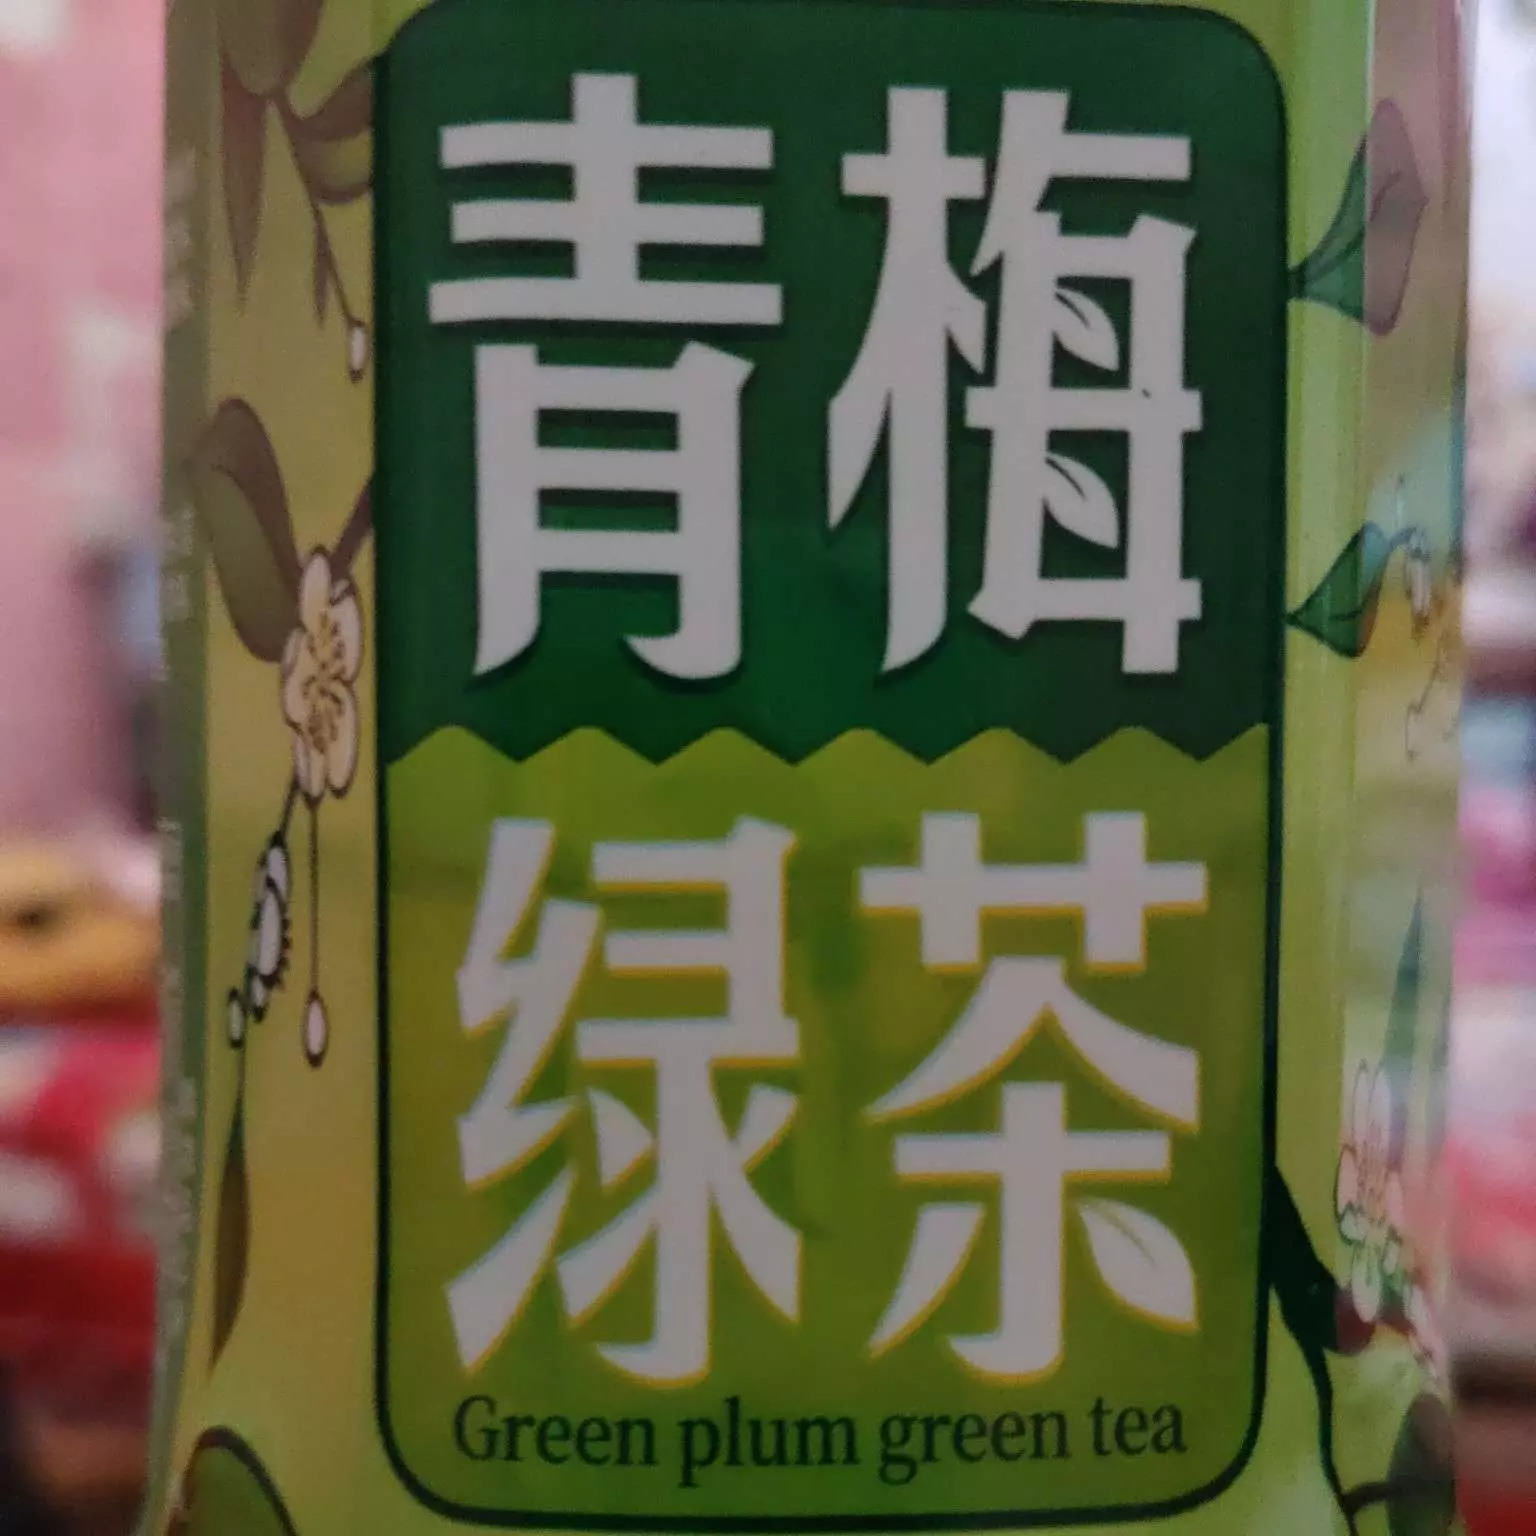 青梅
绿茶
Green plum green tea